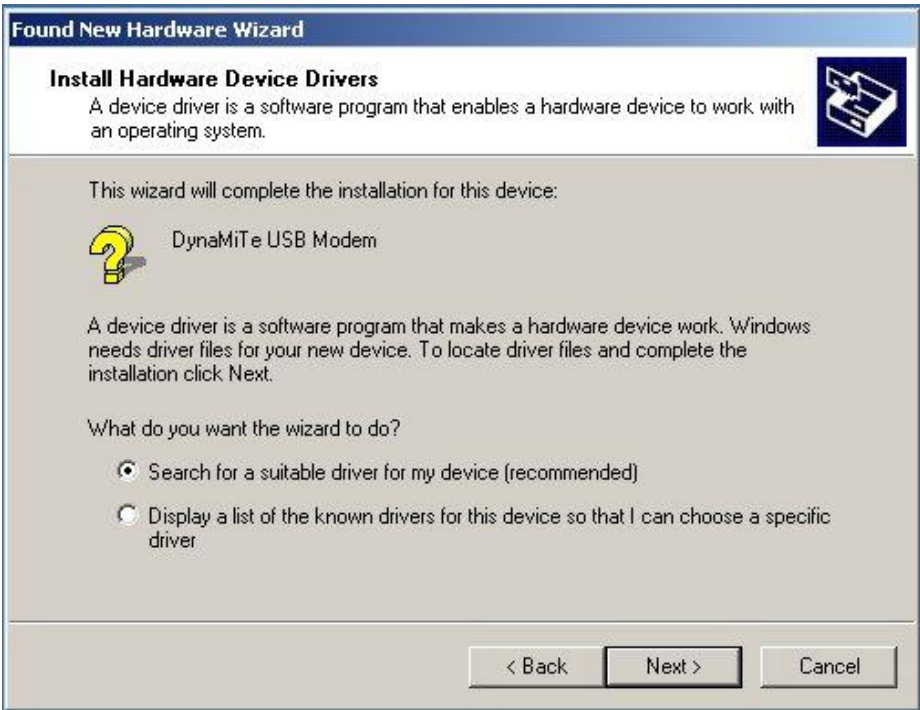 Found New Hardware Wizard
Install Hardware Device Drivers
A device driver is a software program that enables a hardware device to work with
an operating system.
This wizard will complete the installation for this device:
DynaMiTe USB Modem
A device driver is a software program that makes a hardware device work. Windows
needs driver files for your new device. To locate driver files and complete the
installation click Next.
What do you want the wizard to do?
Search for a suitable driver for my device (recommended)
Display a list of the known drivers for this device so that I can choose a specific
driver
< Back Next > Cancel